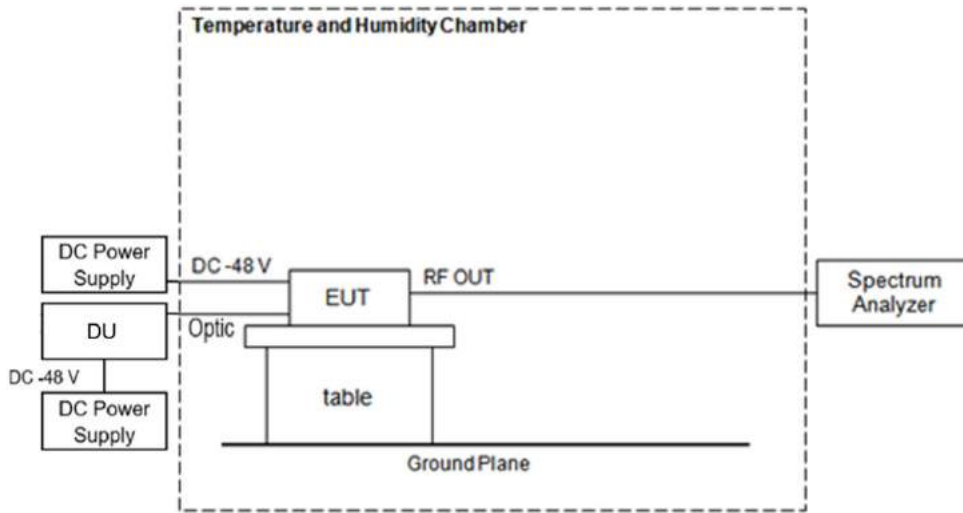 Temperature and Humidity Chamber
DC Power
Supply
DC -48 V
EUT
RF OUT
Spectrum
Analyzer
DU
Optic
DC -48 V
DC Power
Supply
table
Ground Plane